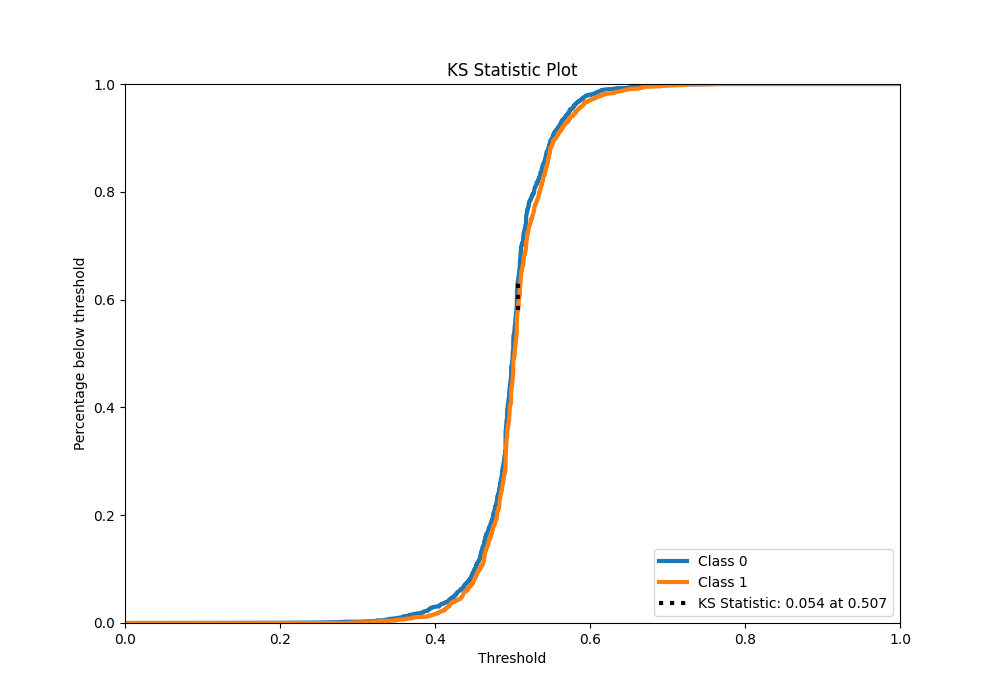 KS Statistic Plot
Percentage below threshold
1.0
0.8
0.6
0.4
0.2
0.0
0.0 0.2 0.4 0.6 0.8 1.0
Threshold
Class 0
Class 1
KS Statistic: 0.054 at 0.507